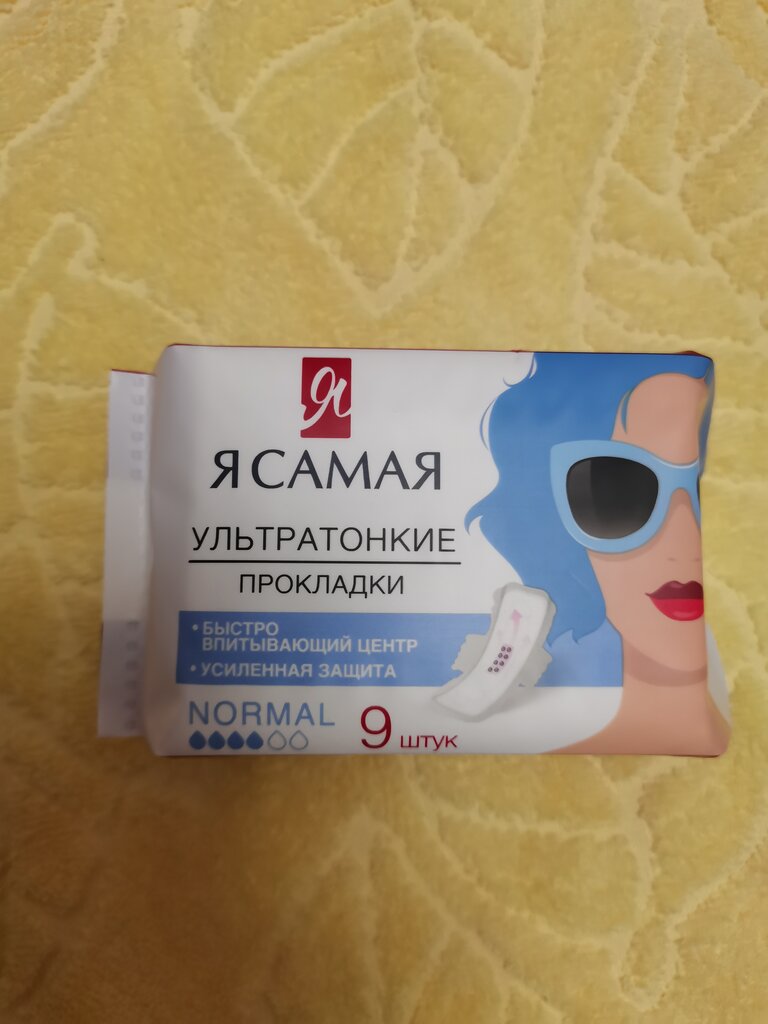 Я
Я САМАЯ
УЛЬТРАТОНКИЕ
ПРОКЛАДКИ
• БЫСТРО
ВПИТЫВАЮЩИЙ ЦЕНТР
• УСИЛЕННАЯ ЗАЩИТА
NORMAL
9 штук